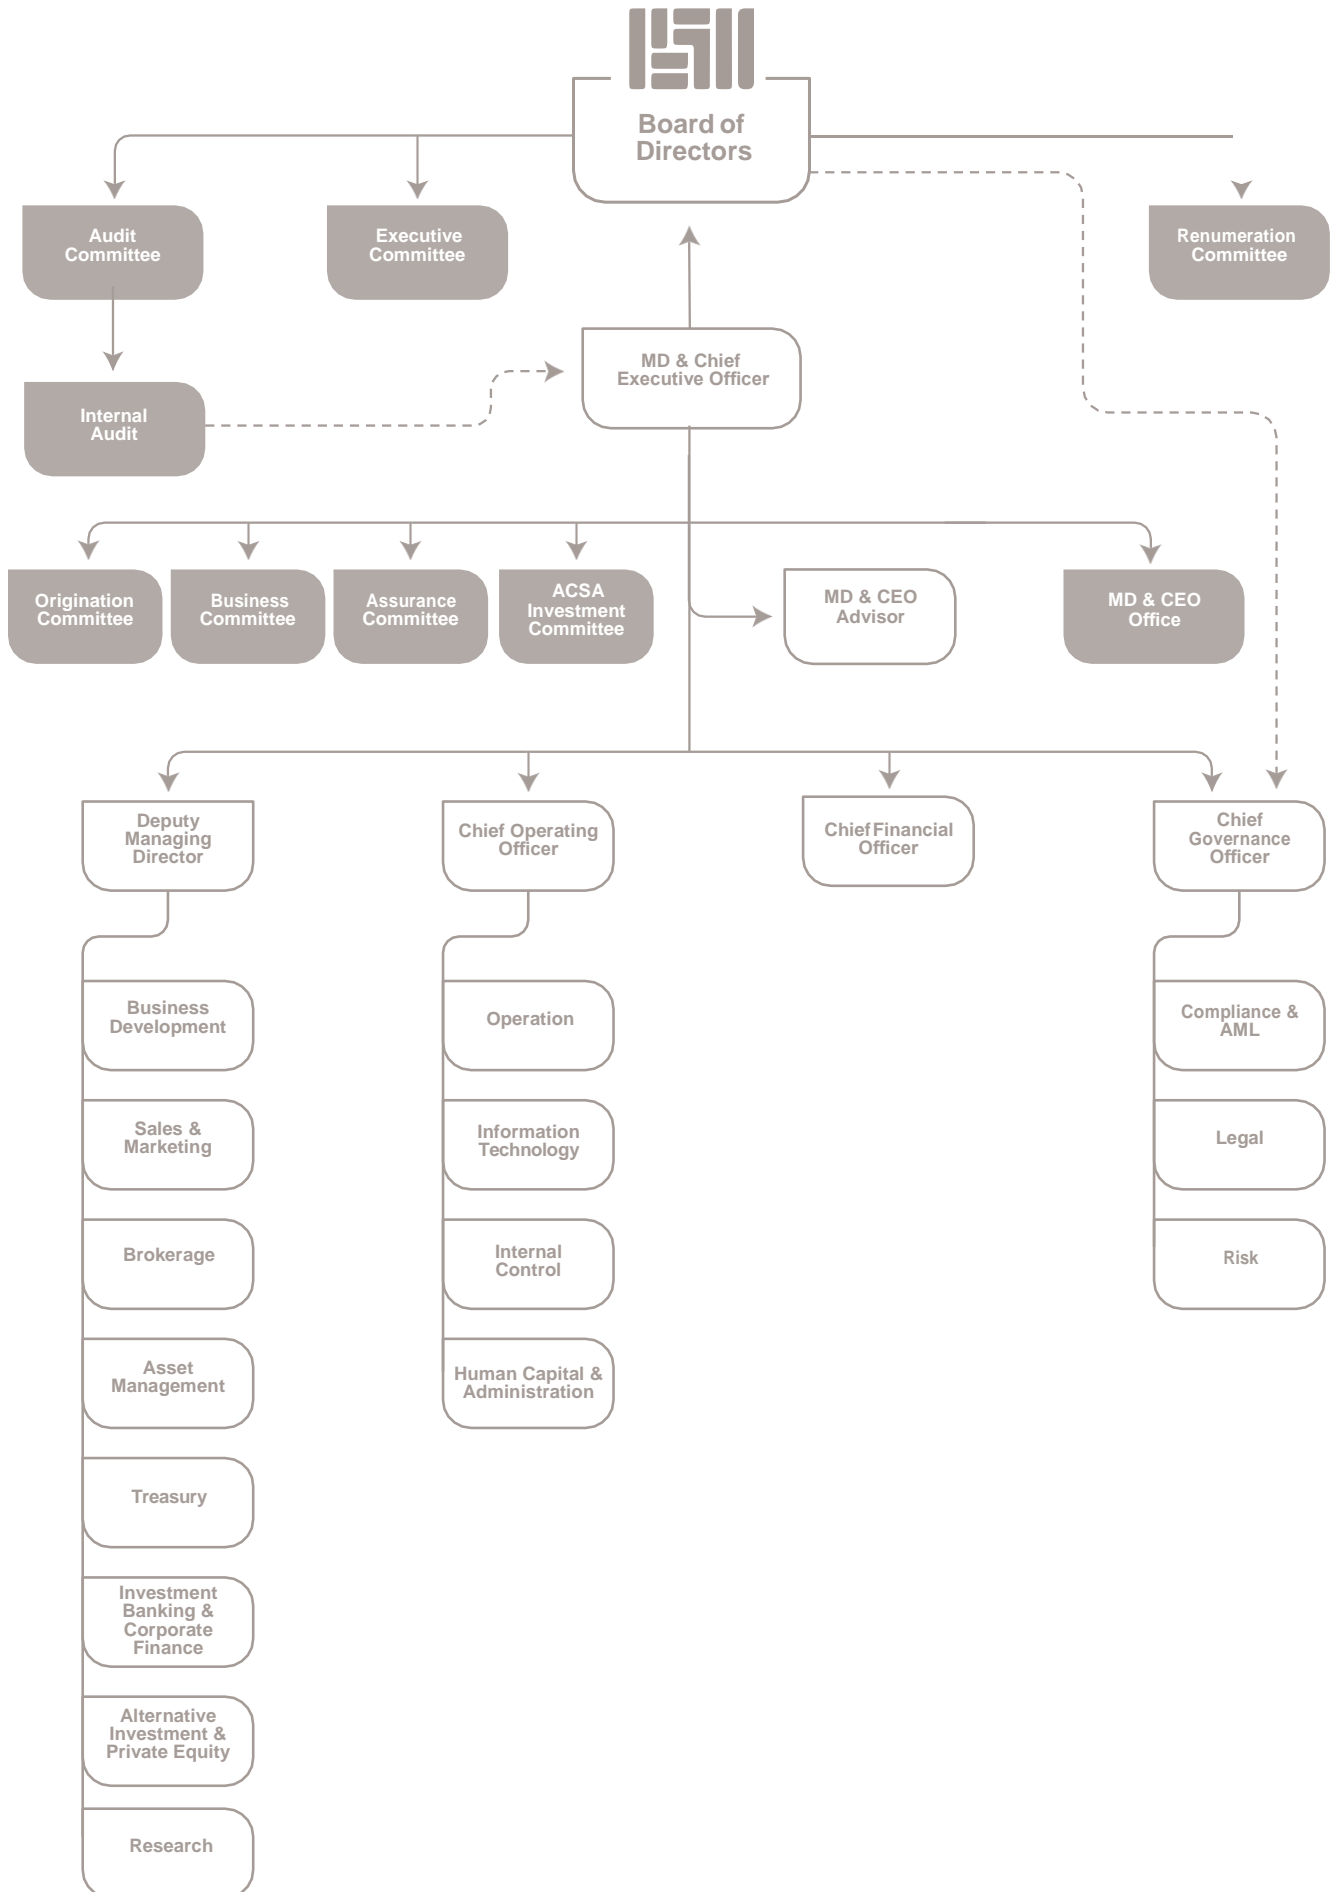 Board of
Directors
Audit
Committee
Executive
Committee
Renumeration
Committee
MD & Chief
Executive Officer
Internal
Audit
Origination
Committee
Business
Committee
Assurance
Committee
ACSA
Investment
Committee
MD & CEO
Advisor
MD & CEO
Office
Deputy
Managing
Director
Chief Operating
Officer
Chief Financial
Officer
Chief
Governance
Officer
Business
Development
Operation
Compliance &
AML
Sales &
Marketing
Information
Technology
Legal
Brokerage
Internal
Control
Risk
Asset
Management
Human Capital &
Administration
Treasury
Investment
Banking &
Corporate
Finance
Alternative
Investment &
Private Equity
Research